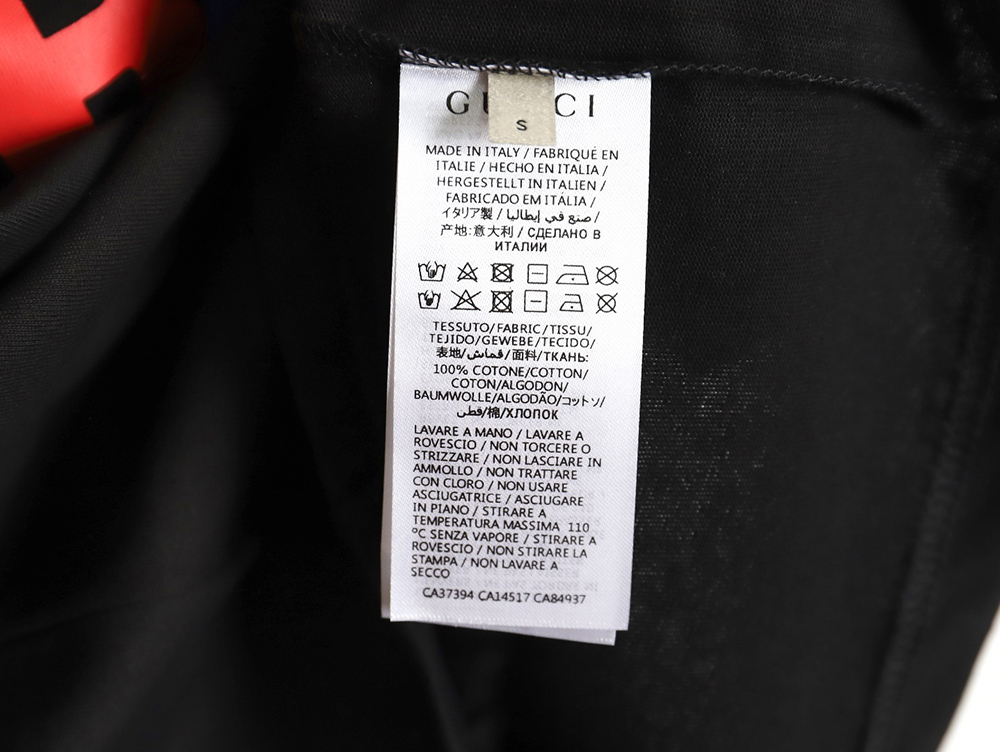 GUCCI
S
MADE IN ITALY / FABRIQUÉ EN
ITALIE / HECHO EN ITALIA /
HERGESTELLT IN ITALIEN /
FABRICADO EM ITÁLIA /
イタリア製 / صنع في إيطاليا /
产地:意大利 / СДЕЛАНО В
ИТАЛИИ
TESSUTO/FABRIC/TISSU/
TEJIDO/GEWEBE/TECIDO/
表地/قماش/面料/ТКАНЬ:
100% COTONE/COTTON/
COTON/ALGODON/
BAUMWOLLE/ALGODÃO/コットン/
قطن/棉/ХЛОПОК
LAVARE A MANO / LAVARE A
ROVESCIO / NON TORCERE O
STRIZZARE / NON LASCIARE IN
AMMOLLO / NON TRATTARE
CON CLORO / NON USARE
ASCIUGATRICE / ASCIUGARE
IN PIANO / STIRARE A
TEMPERATURA MASSIMA 110
°C SENZA VAPORE / STIRARE A
ROVESCIO / NON STIRARE LA
STAMPA / NON LAVARE A
SECCO
CA37394 CA14517 CA84937